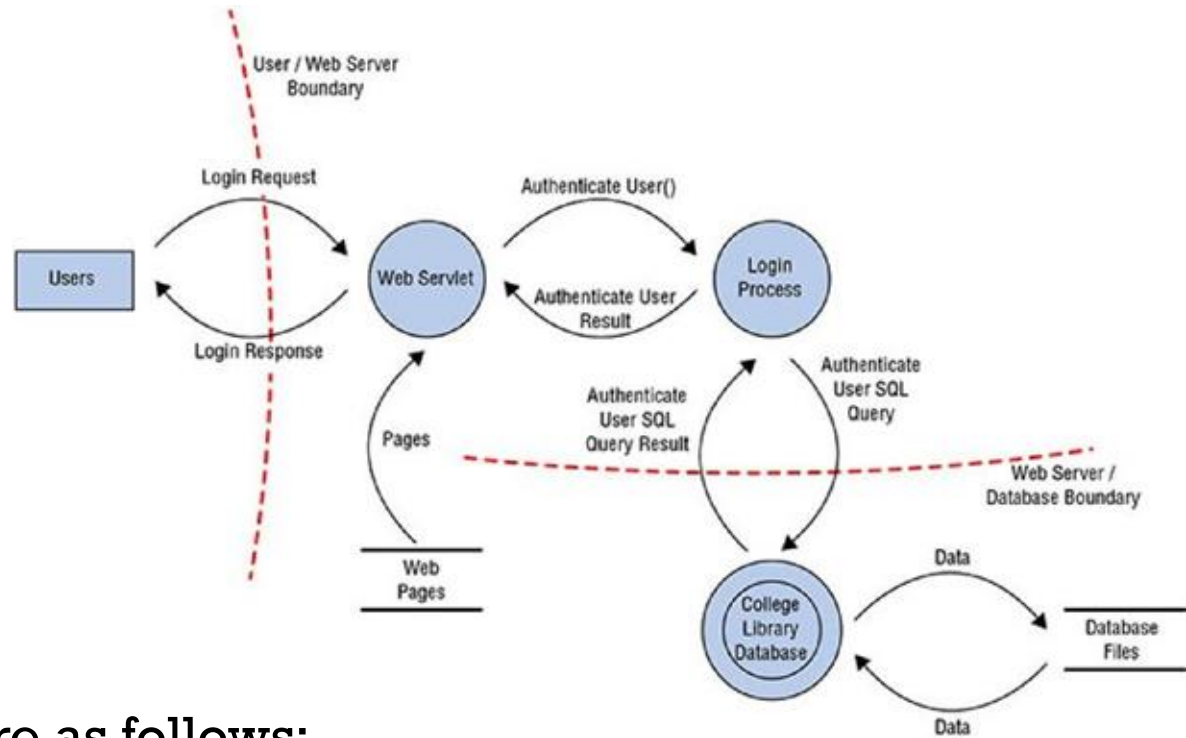 User / Web Server
Boundary
Login Request
Authenticate User()
Users
Web Servlet
Login
Process
Authenticate User
Result
Login Response
Authenticate
User SQL
Query
Authenticate
User SQL
Query Result
Pages
Web Server /
Database Boundary
Web
Pages
Data
College
Library
Database
Database
Files
Data
as follows: